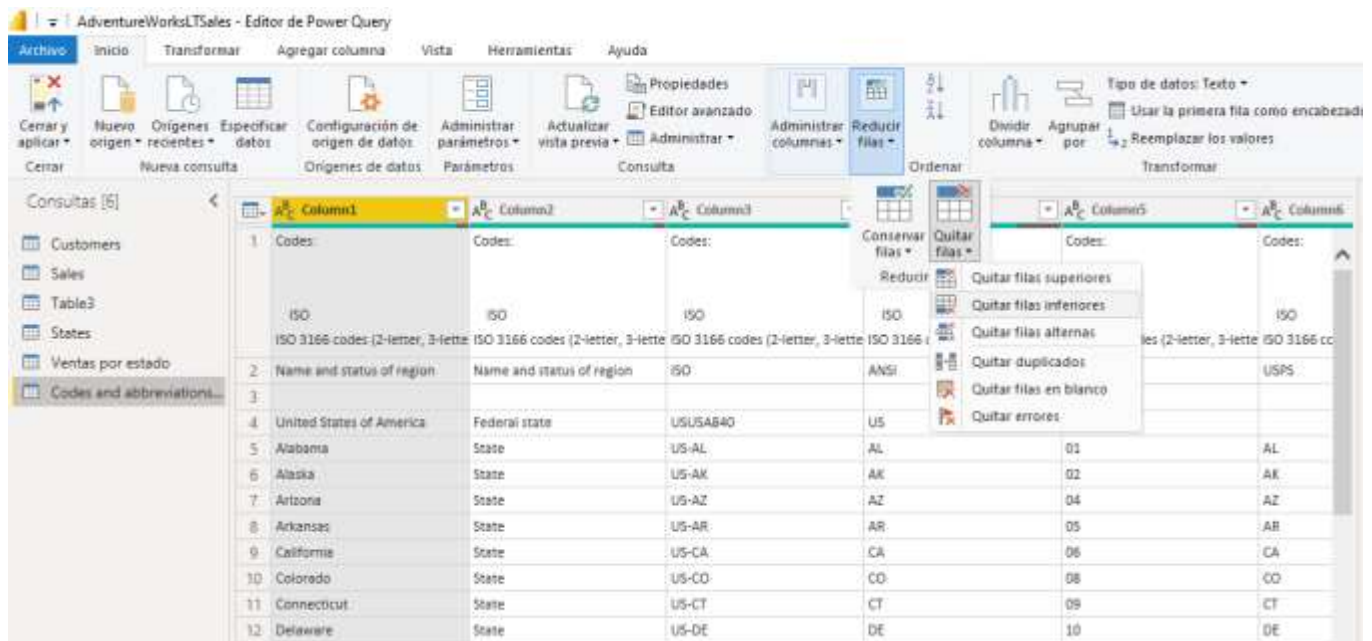 AdventureWorksLTSales - Editor de Power Query
Archivo Inicio Transformar Agregar columna Vista Herramientas Ayuda
Cerrar y aplicar
Nuevo origen
Orígenes recientes
Especificar datos
Configuración de origen de datos
Administrar parámetros
Actualizar vista previa
Propiedades
Editor avanzado
Administrar
Administrar columnas
Reducir filas
Dividir columna
Agrupar por
Tipo de datos: Texto
Usar la primera fila como encabezado
Reemplazar los valores
Cerrar Nueva consulta Orígenes de datos Parámetros Consulta Ordenar Transformar
Consultas [6]
Customers
Sales
Table3
States
Ventas por estado
Codes and abbreviations...
Conservar filas
Quitar filas
Reducir
Quitar filas superiores
Quitar filas inferiores
Quitar filas alternas
Quitar duplicados
Quitar filas en blanco
Quitar errores
Column1 Column2 Column3 Column5 Column6
1 Codes: Codes: Codes: Codes: Codes:
ISO ISO ISO ISO ISO
ISO 3166 codes (2-letter, 3-lette ISO 3166 codes (2-letter, 3-lette ISO 3166 codes (2-letter, 3-lette ISO 3166 des (2-letter, 3-lette ISO 3166 cc
2 Name and status of region Name and status of region ISO ANSI USPS
3
4 United States of America Federal state USUSA840 US
5 Alabama State US-AL AL 01 AL
6 Alaska State US-AK AK 02 AK
7 Arizona State US-AZ AZ 04 AZ
8 Arkansas State US-AR AR 05 AR
9 California State US-CA CA 06 CA
10 Colorado State US-CO CO 08 CO
11 Connecticut State US-CT CT 09 CT
12 Delaware State US-DE DE 10 DE